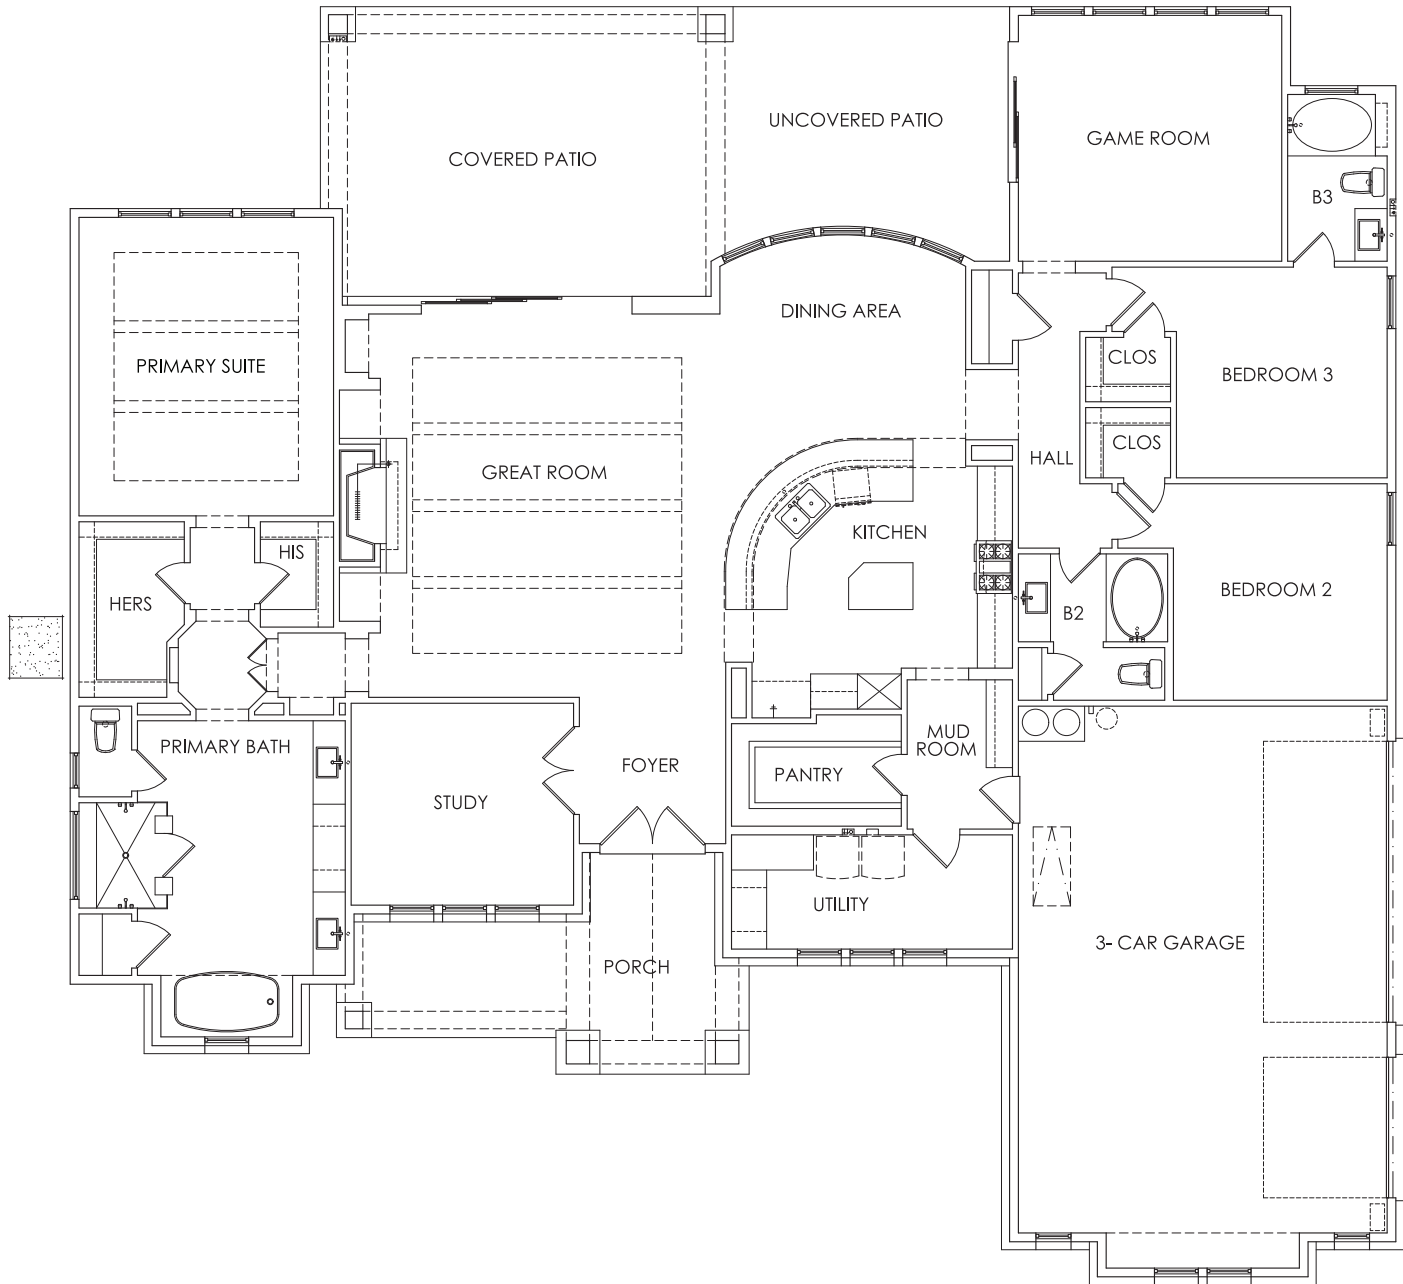 UNCOVERED PATIO
COVERED PATIO
GAME ROOM
B3
DINING AREA
PRIMARY SUITE
CLOS
BEDROOM 3
CLOS
HALL
GREAT ROOM
KITCHEN
HIS
HERS
B2
BEDROOM 2
PRIMARY BATH
MUD
ROOM
FOYER
PANTRY
STUDY
UTILITY
3- CAR GARAGE
PORCH